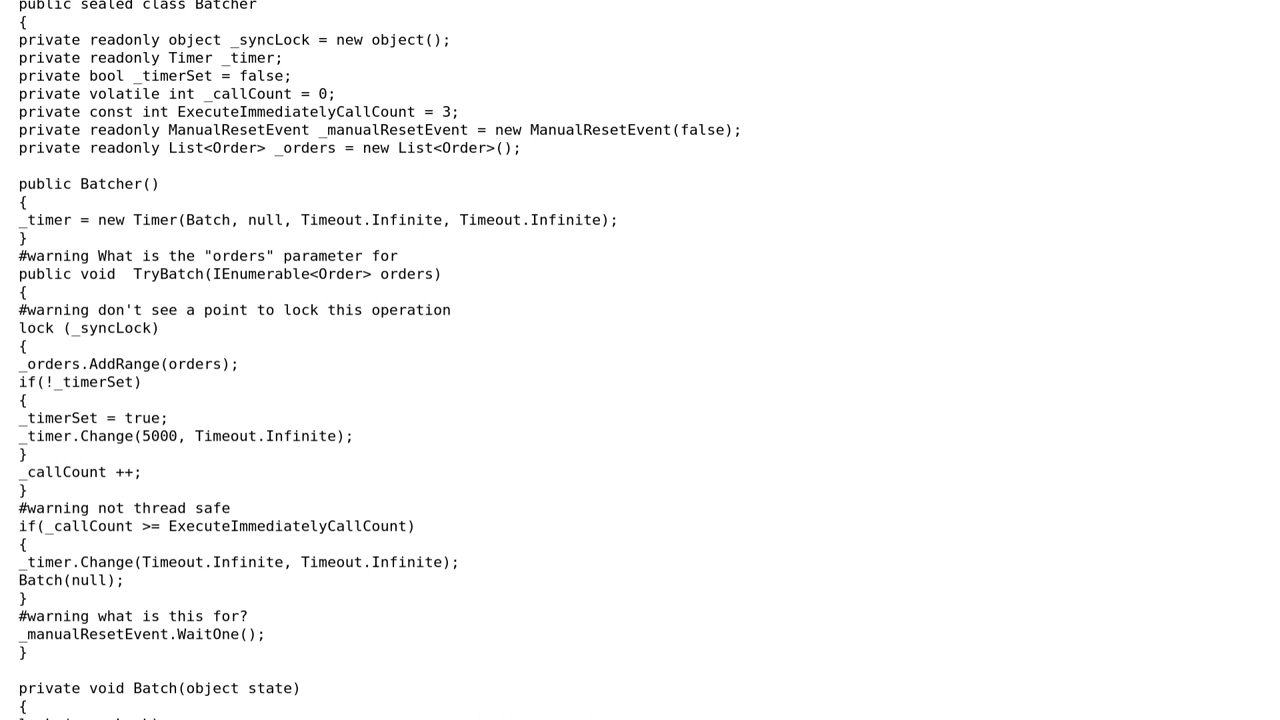 public sealed class Batcher
{
private readonly object _syncLock = new object();
private readonly Timer _timer;
private bool _timerSet = false;
private volatile int _callCount = 0;
private const int ExecuteImmediatelyCallCount = 3;
private readonly ManualResetEvent _manualResetEvent = new ManualResetEvent(false);
private readonly List<Order> _orders = new List<Order>();
public Batcher()
{
_timer = new Timer(Batch, null, Timeout.Infinite, Timeout.Infinite);
}
#warning What is the "orders" parameter for
public void  TryBatch(IEnumerable<Order> orders)
{
#warning don't see a point to lock this operation
lock (_syncLock)
{
_orders.AddRange(orders);
if(!_timerSet)
{
_timerSet = true;
_timer.Change(5000, Timeout.Infinite);
}
_callCount ++;
}
#warning not thread safe
if(_callCount >= ExecuteImmediatelyCallCount)
{
_timer.Change(Timeout.Infinite, Timeout.Infinite);
Batch(null);
}
#warning what is this for?
_manualResetEvent.WaitOne();
}
private void Batch(object state)
{